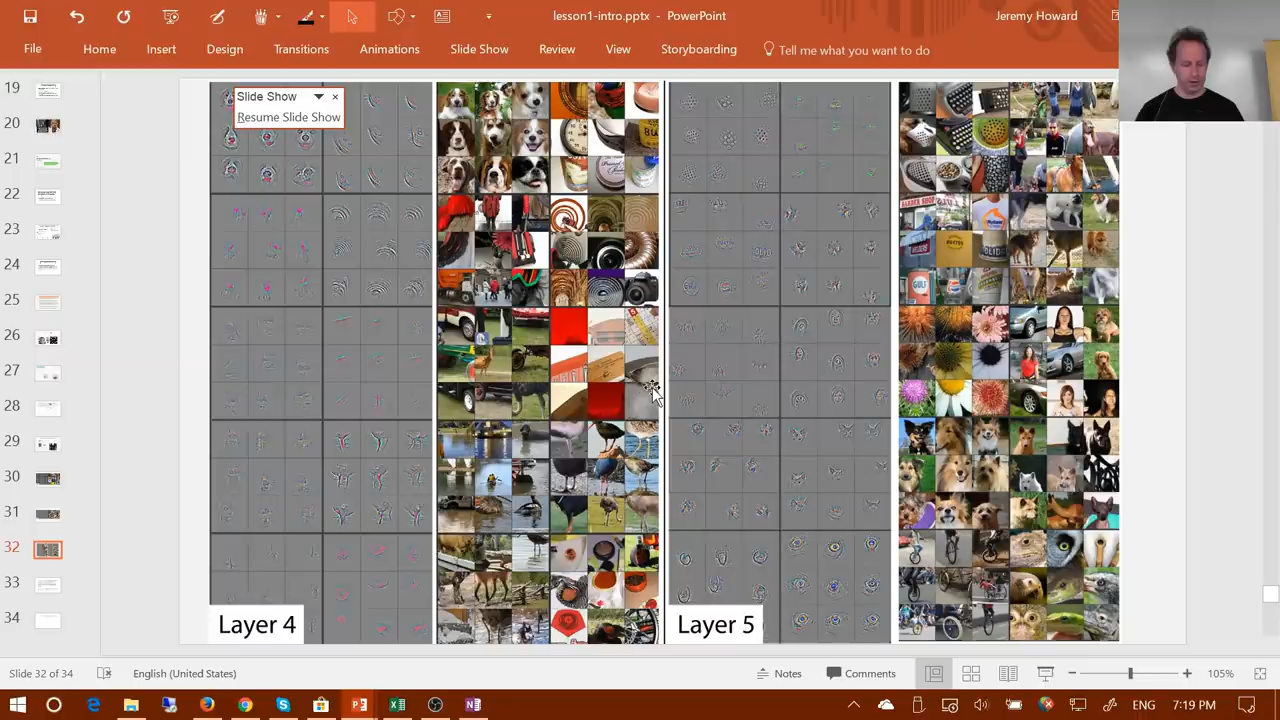 lesson1-intro.pptx - PowerPoint
Jeremy Howard
File
Home
Insert
Design
Transitions
Animations
Slide Show
Review
View
Storyboarding
Tell me what you want to do
19
20
21
22
24
25
26
27
28
29
30
31
32
33
34
Slide Show
Resume Slide Show
BARBER SHOP
GULF
Layer 4
Layer 5
Slide 32 of 34
English (United States)
Notes
Comments
105%
ENG
7:19 PM